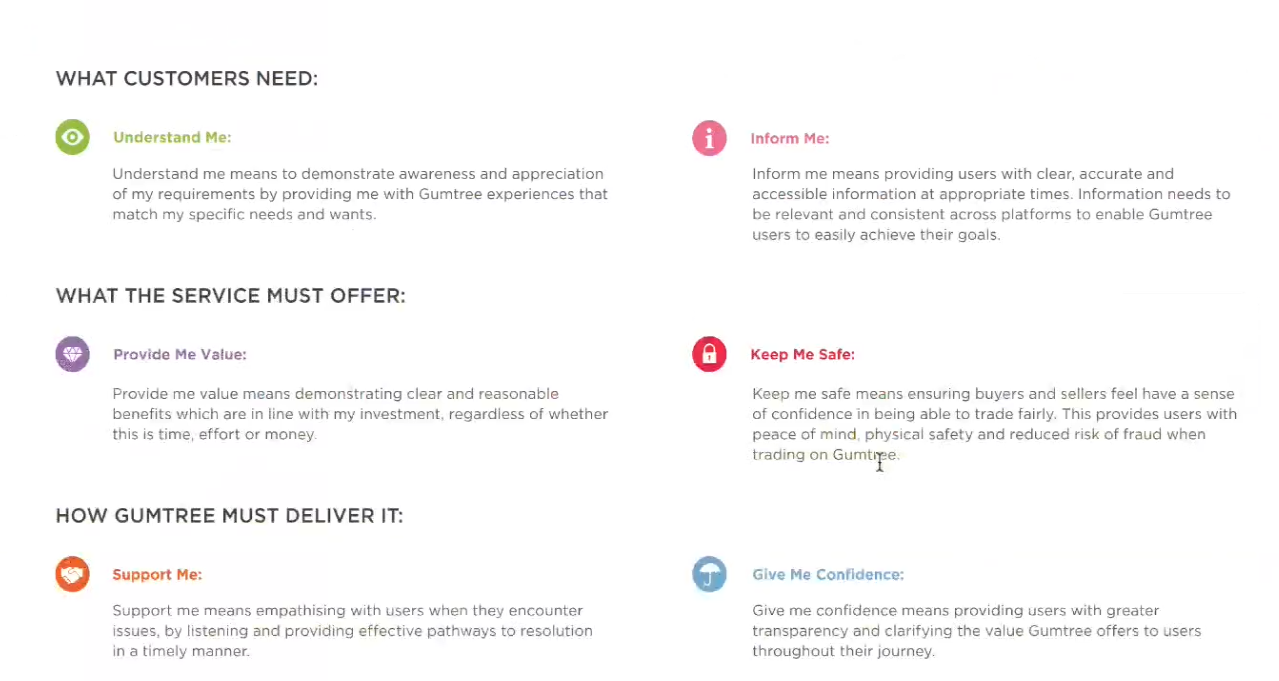 WHAT CUSTOMERS NEED:
Understand Me:
Understand me means to demonstrate awareness and appreciation
of my requirements by providing me with Gumtree experiences that
match my specific needs and wants.
Inform Me:
Inform me means providing users with clear, accurate and
accessible information at appropriate times. Information needs to
be relevant and consistent across platforms to enable Gumtree
users to easily achieve their goals.
WHAT THE SERVICE MUST OFFER:
Provide Me Value:
Provide me value means demonstrating clear and reasonable
benefits which are in line with my investment, regardless of whether
this is time, effort or money.
Keep Me Safe:
Keep me safe means ensuring buyers and sellers feel have a sense
of confidence in being able to trade fairly. This provides users with
peace of mind, physical safety and reduced risk of fraud when
trading on Gumtree.
HOW GUMTREE MUST DELIVER IT:
Support Me:
Support me means empathising with users when they encounter
issues, by listening and providing effective pathways to resolution
in a timely manner.
Give Me Confidence:
Give me confidence means providing users with greater
transparency and clarifying the value Gumtree offers to users
throughout their journey.